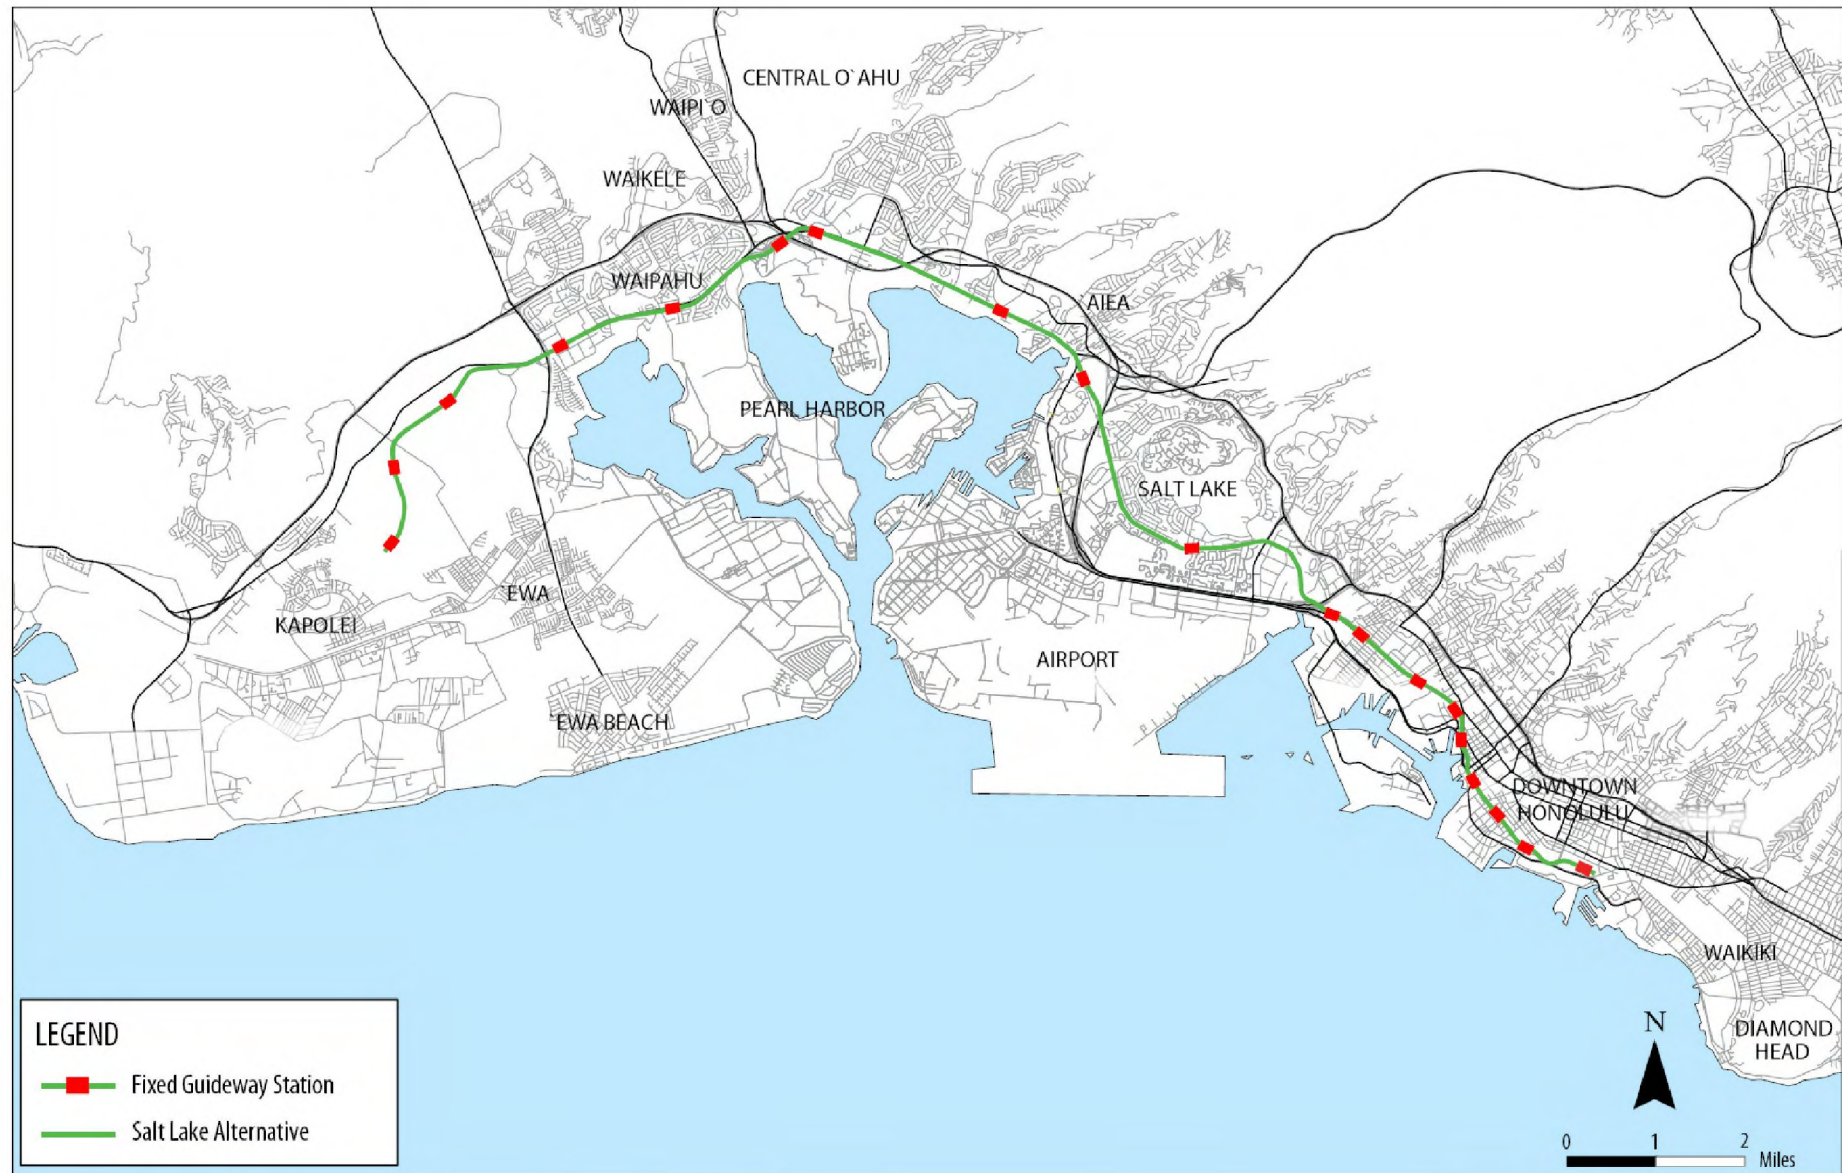 CENTRAL O`AHU
WAIPI`O
WAIKELE
WAIPAHU
AIEA
PEARL HARBOR
SALT LAKE
`EWA
KAPOLEI
AIRPORT
`EWA BEACH
DOWNTOWN
HONOLULU
WAIKIKI
DIAMOND
HEAD
LEGEND
Fixed Guideway Station
Salt Lake Alternative
N
0 1 2
Miles